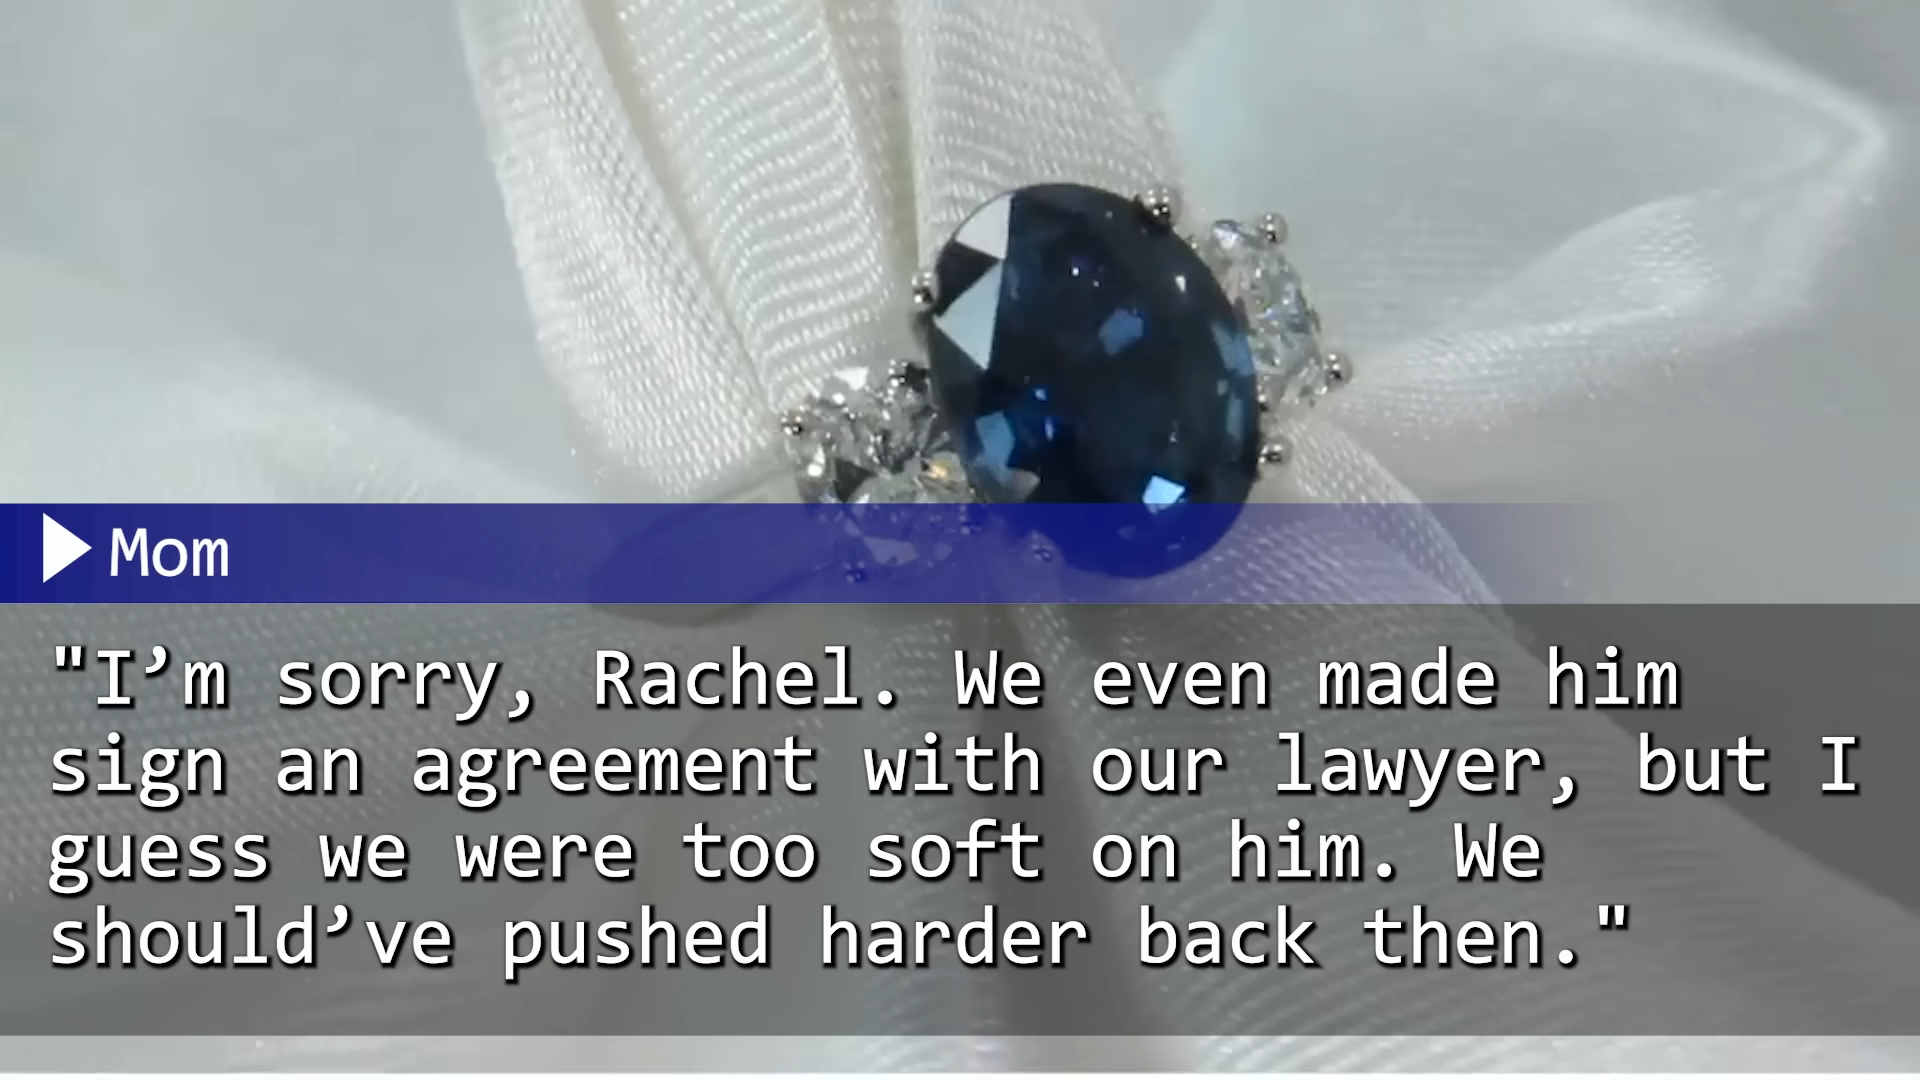 Mom
"I’m sorry, Rachel. We even made him
sign an agreement with our lawyer, but I
guess we were too soft on him. We
should’ve pushed harder back then."